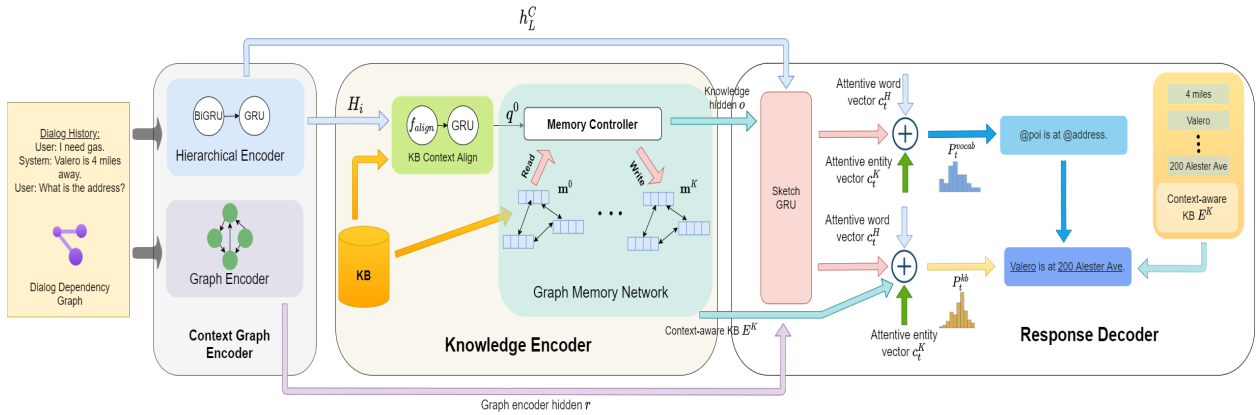 h_L^C
Dialog History:
User: I need gas.
System: Valero is 4 miles
away.
User: What is the address?
Dialog Dependency
Graph
BiGRU
GRU
Hierarchical Encoder
Graph Encoder
Context Graph
Encoder
H_i
f_align
GRU
KB Context Align
q^0
KB
Memory Controller
Read
Write
m^0
m^K
Graph Memory Network
Knowledge Encoder
Knowledge
hidden o
Context-aware KB E^K
Graph encoder hidden r
Sketch
GRU
Attentive word
vector c_t^H
Attentive entity
vector c_t^K
P_t^vocab
@poi is at @address.
Attentive word
vector c_t^H
Attentive entity
vector c_t^K
P_t^kb
Valero is at 200 Alester Ave.
4 miles
Valero
200 Alester Ave
Context-aware
KB E^K
Response Decoder